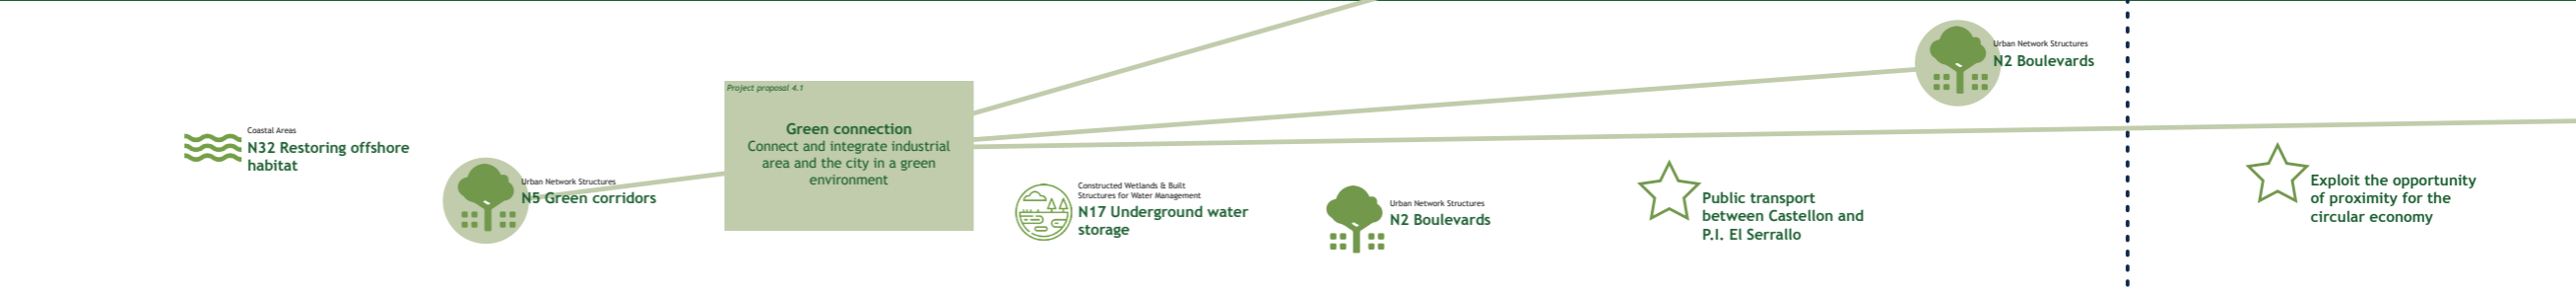 Coastal Areas
N32 Restoring offshore
habitat
Urban Network Structures
N5 Green corridors
Project proposal 4.1
Green connection
Connect and integrate industrial
area and the city in a green
environment
Constructed Wetlands & Built
Structures for Water Management
N17 Underground water
storage
Urban Network Structures
N2 Boulevards
Public transport
between Castellon and
P.I. El Serrallo
Urban Network Structures
N2 Boulevards
Exploit the opportunity
of proximity for the
circular economy